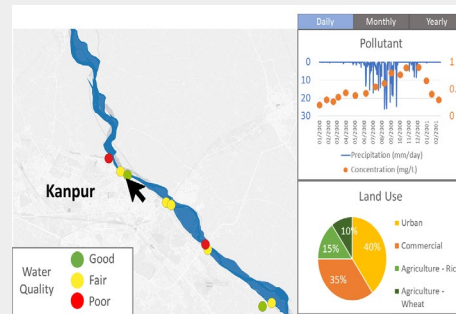 Daily
Monthly
Yearly
Pollutant
0
10
20
30
1
0.
0
Precipitation (mm/day)
Concentration (mg/L)
Kanpur
Water
Quality
Good
Fair
Poor
Land Use
10%
15%
40%
35%
Urban
Commercial
Agriculture - Ric
Agriculture -
Wheat